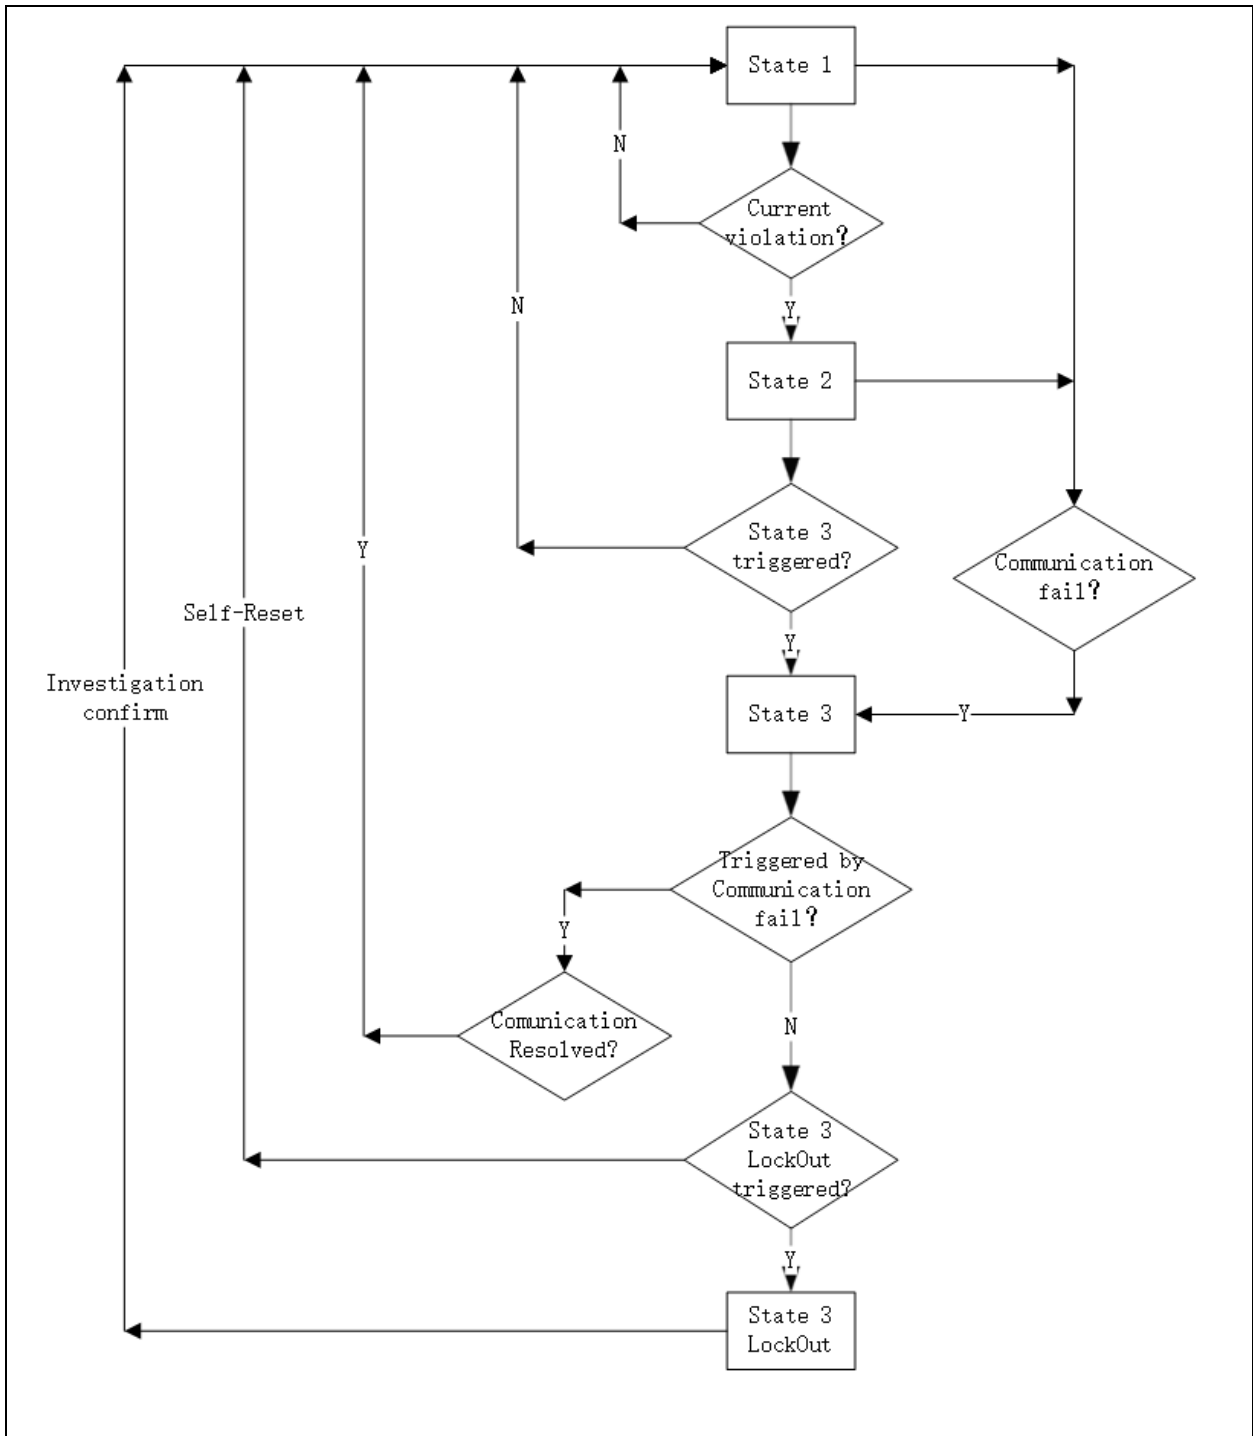 State 1
N
Current
violation?
Y
N
State 2
State 3
triggered?
Communication
fail?
Y
Self-Reset
Y
Investigation
confirm
State 3
Y
Triggered by
Communication
fail?
Y
Comunication
Resolved?
N
State 3
LockOut
triggered?
Y
State 3
LockOut